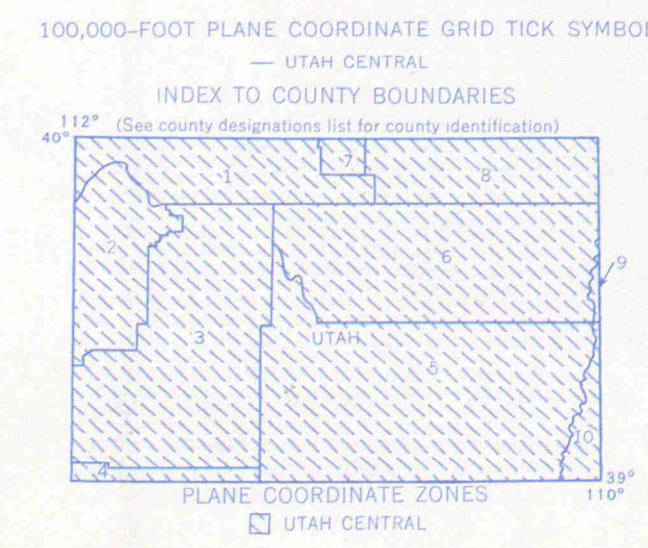 100,000–FOOT PLANE COORDINATE GRID TICK SYMBOL
— UTAH CENTRAL
INDEX TO COUNTY BOUNDARIES
112° (See county designations list for county identification)
40°
1
7
8
2
6
9
3
UTAH
5
10
4
39°
PLANE COORDINATE ZONES
110°
UTAH CENTRAL